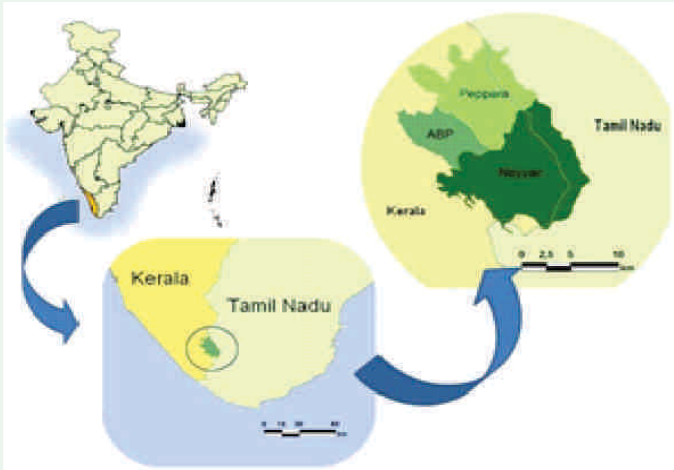 Peppara
ABP
Tamil Nadu
Neyyar
Kerala
0 2,5 5 10
Kerala
Tamil Nadu